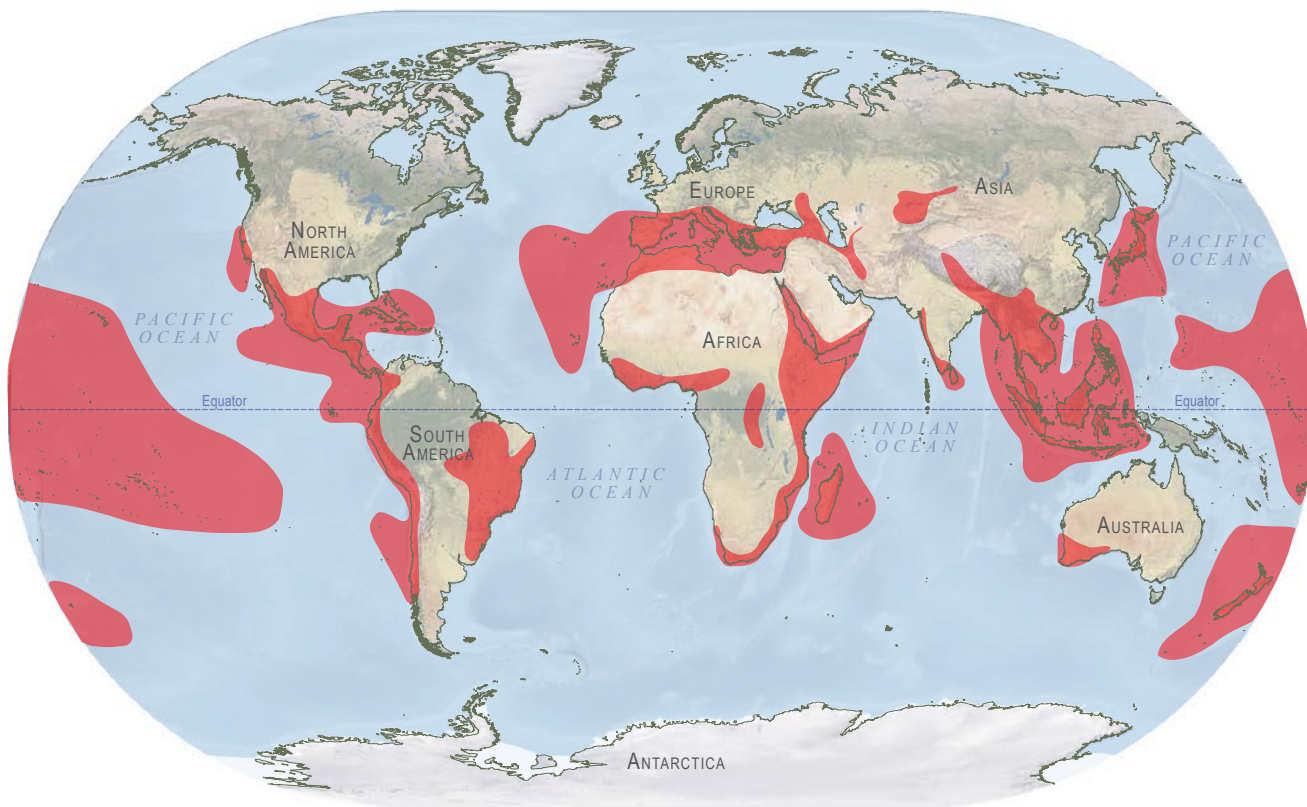 EUROPE
ASIA
NORTH
AMERICA
PACIFIC
OCEAN
PACIFIC
OCEAN
AFRICA
Equator
Equator
SOUTH
AMERICA
INDIAN
OCEAN
ATLANTIC
OCEAN
AUSTRALIA
ANTARCTICA